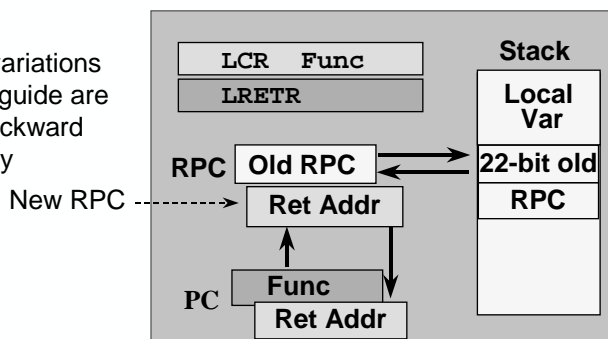 ariations
guide are
ckward
y
New RPC
LCR Func
LRETR
RPC
Old RPC
Ret Addr
PC
Func
Ret Addr
Stack
Local
Var
22-bit old
RPC